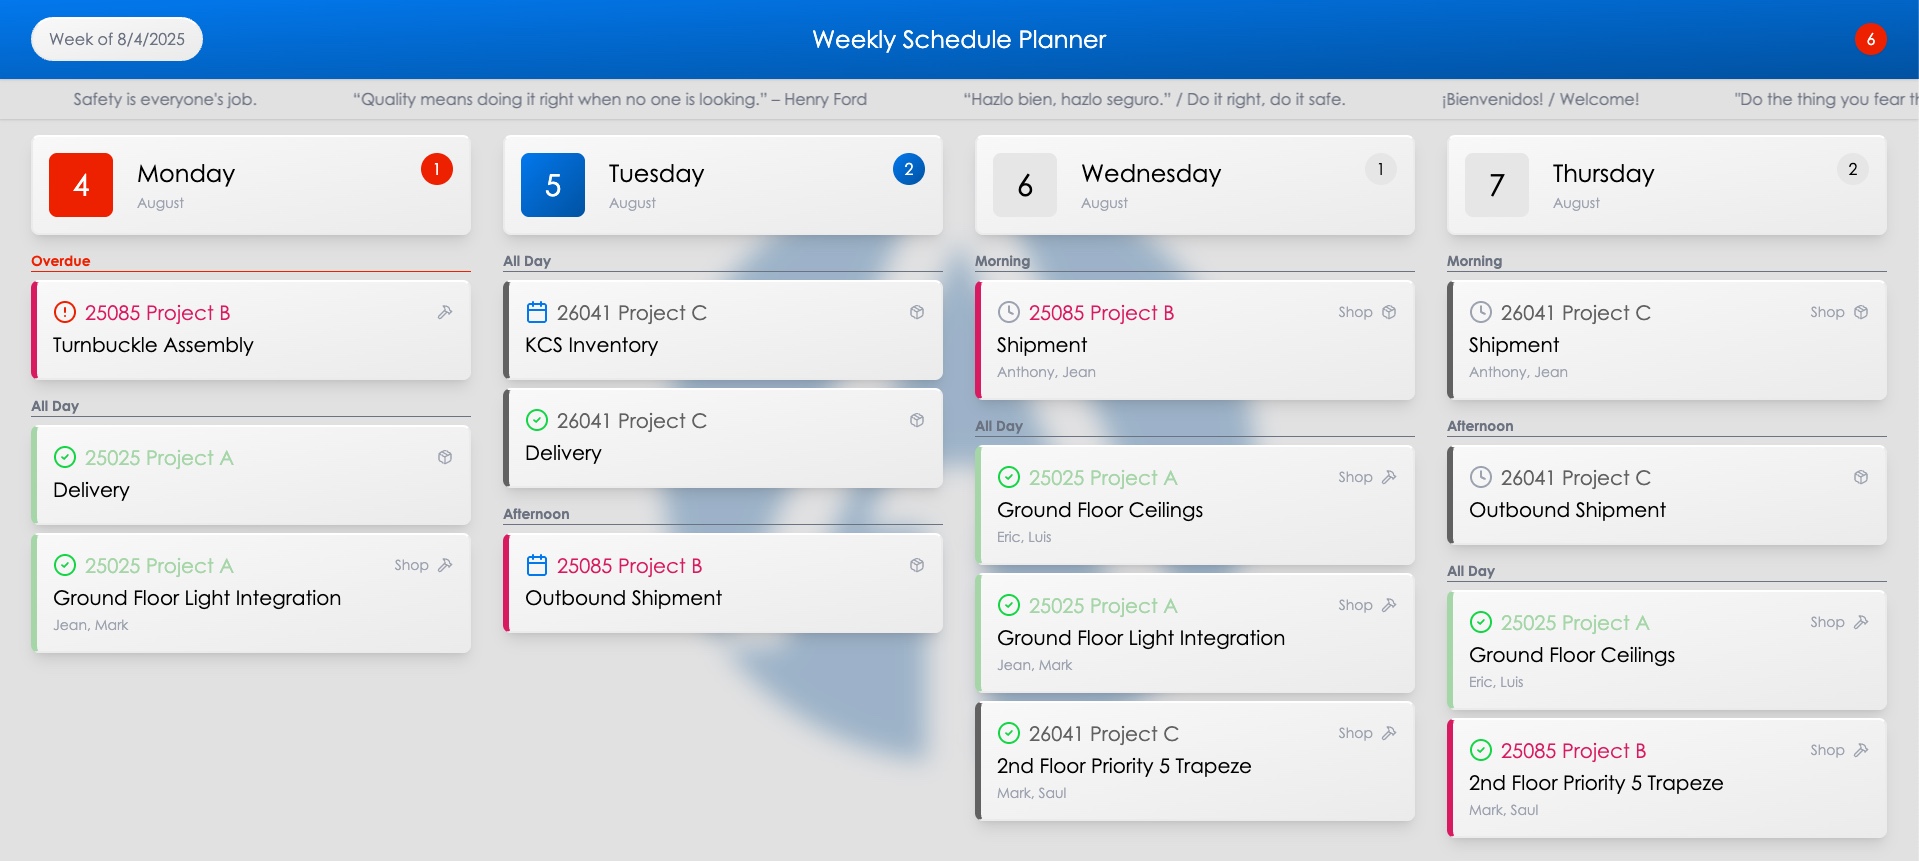 Week of 8/4/2025
Weekly Schedule Planner
6
Safety is everyone's job.
“Quality means doing it right when no one is looking.” – Henry Ford
“Hazlo bien, hazlo seguro.” / Do it right, do it safe.
¡Bienvenidos! / Welcome!
"Do the thing you fear
4
Monday
August
1
Overdue
25085 Project B
Turnbuckle Assembly
All Day
25025 Project A
Delivery
25025 Project A
Shop
Ground Floor Light Integration
Jean, Mark
5
Tuesday
August
2
All Day
26041 Project C
KCS Inventory
26041 Project C
Delivery
Afternoon
25085 Project B
Outbound Shipment
6
Wednesday
August
1
Morning
25085 Project B
Shop
Shipment
Anthony, Jean
All Day
25025 Project A
Shop
Ground Floor Ceilings
Eric, Luis
25025 Project A
Shop
Ground Floor Light Integration
Jean, Mark
26041 Project C
Shop
2nd Floor Priority 5 Trapeze
Mark, Saul
7
Thursday
August
2
Morning
26041 Project C
Shop
Shipment
Anthony, Jean
Afternoon
26041 Project C
Outbound Shipment
All Day
25025 Project A
Shop
Ground Floor Ceilings
Eric, Luis
25085 Project B
Shop
2nd Floor Priority 5 Trapeze
Mark, Saul